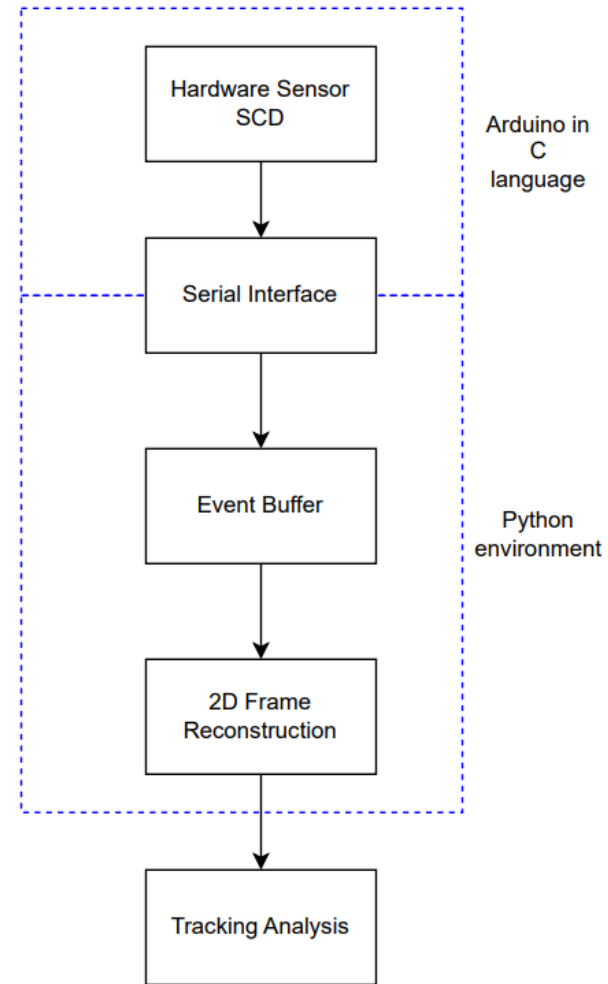 Hardware Sensor
SCD
Arduino in
C
language
Serial Interface
Event Buffer
Python
environment
2D Frame
Reconstruction
Tracking Analysis